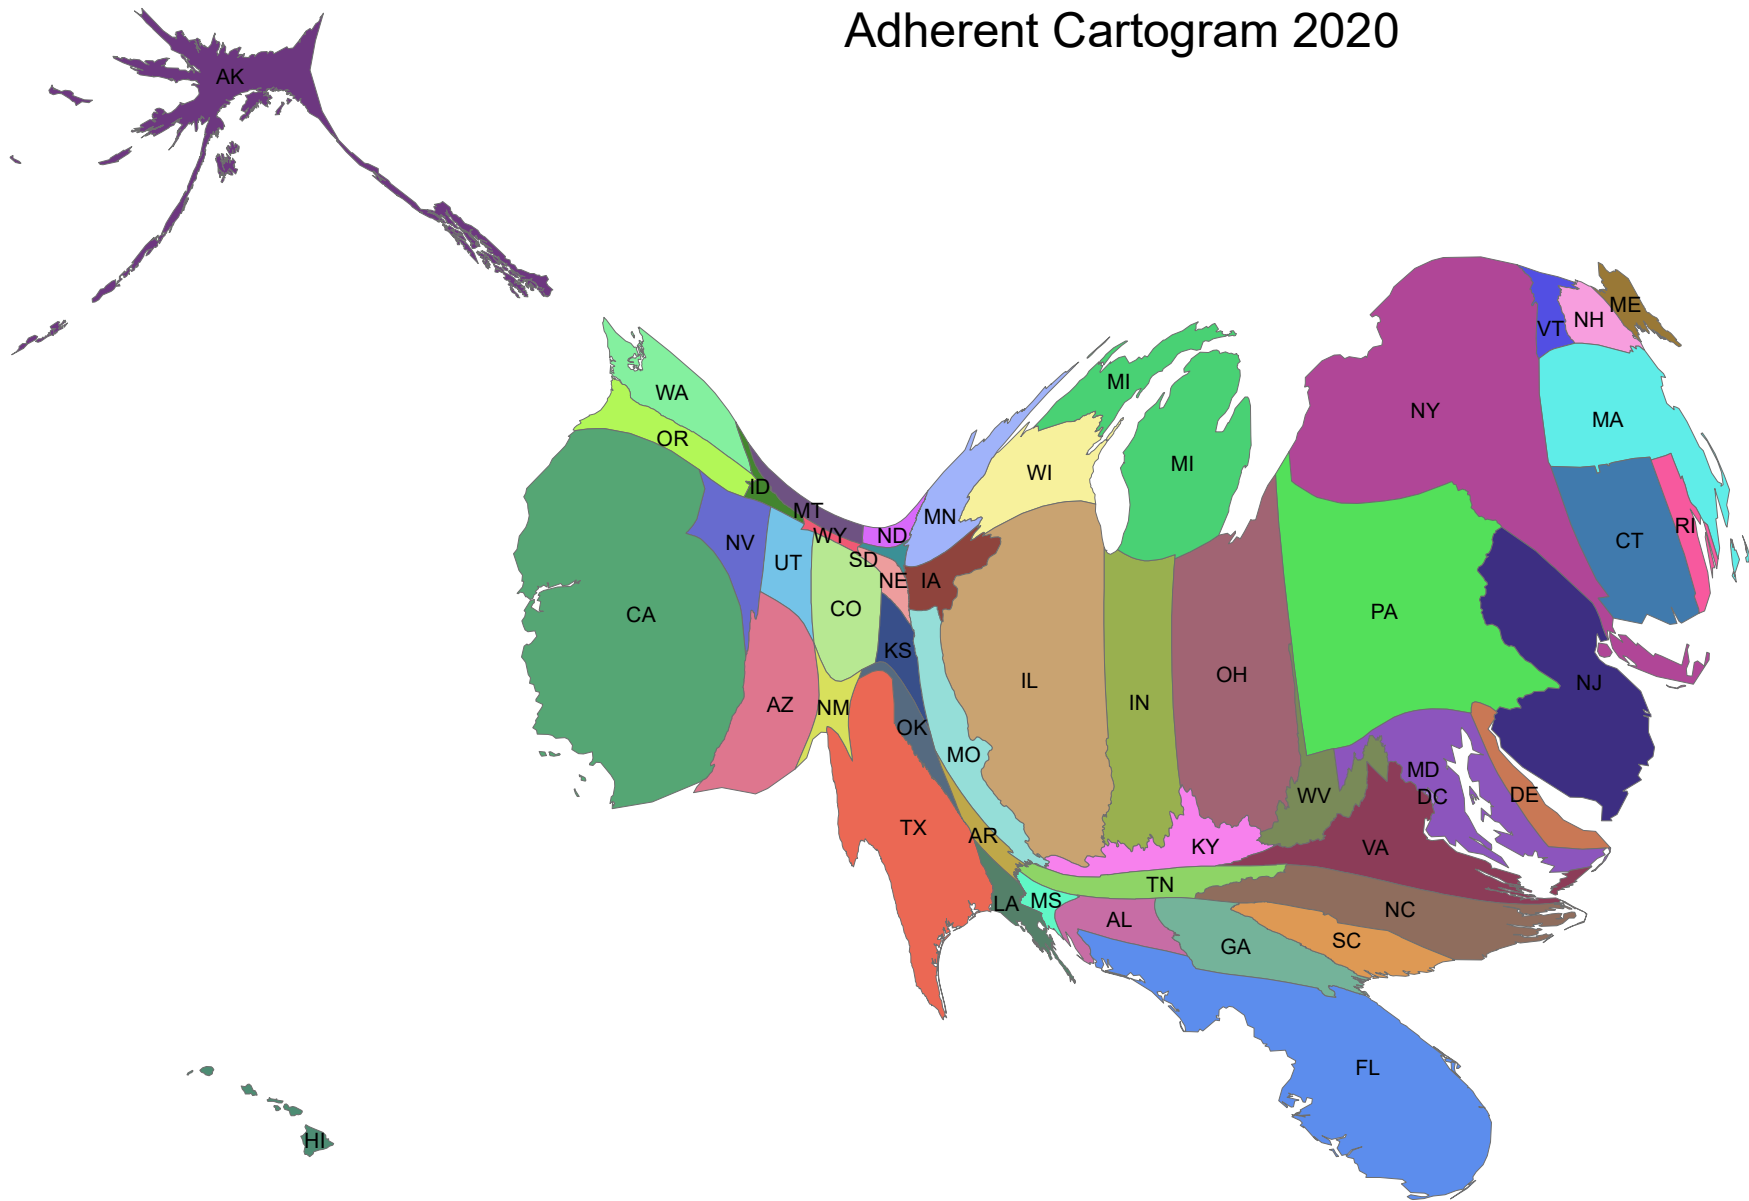 Adherent Cartogram 2020
AK
ME
NH
VT
MI
WA
NY
MA
OR
MI
WI
ID
MT
MN
RI
WY
ND
NV
CT
SD
UT
NE
IA
CO
PA
CA
KS
OH
IL
NJ
IN
AZ
NM
OK
MO
MD
WV
DC
DE
TX
AR
KY
VA
TN
LA
MS
NC
AL
SC
GA
FL
HI